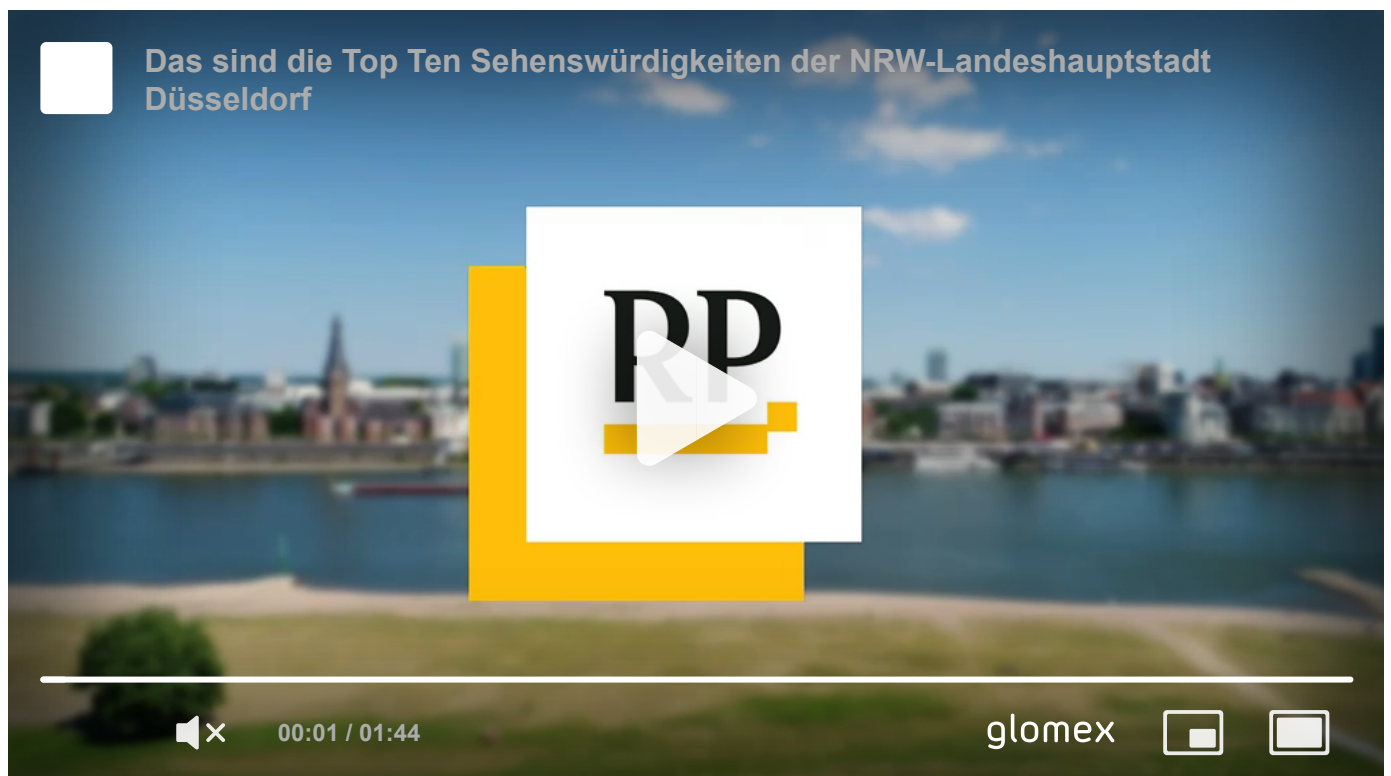 Das sind die Top Ten Sehenswürdigkeiten der NRW-Landeshauptstadt
Düsseldorf
RP
00:01 / 01:44
glomex